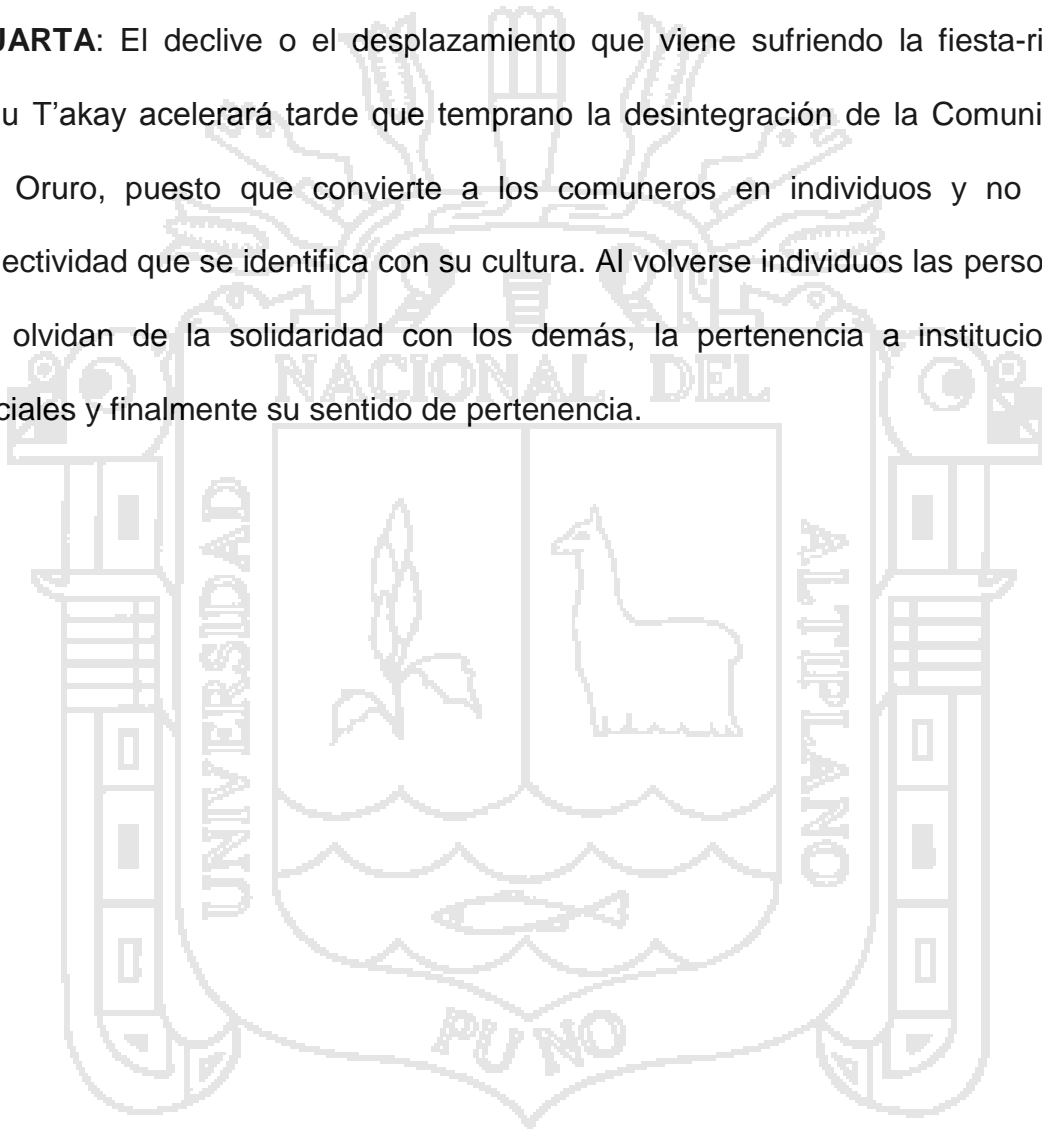 UARTA: El declive o el desplazamiento que viene sufriendo la fiesta-ri
u T’akay acelerará tarde que temprano la desintegración de la Comuni
Oruro, puesto que convierte a los comuneros en individuos y no
ectividad que se identifica con su cultura. Al volverse individuos las perso
olvidan de la solidaridad con los demás, la pertenencia a institucio
ciales y finalmente su sentido de pertenencia.
NACIONAL DEL
UNIVERSIDAD
ALTIPLANO
PUNO